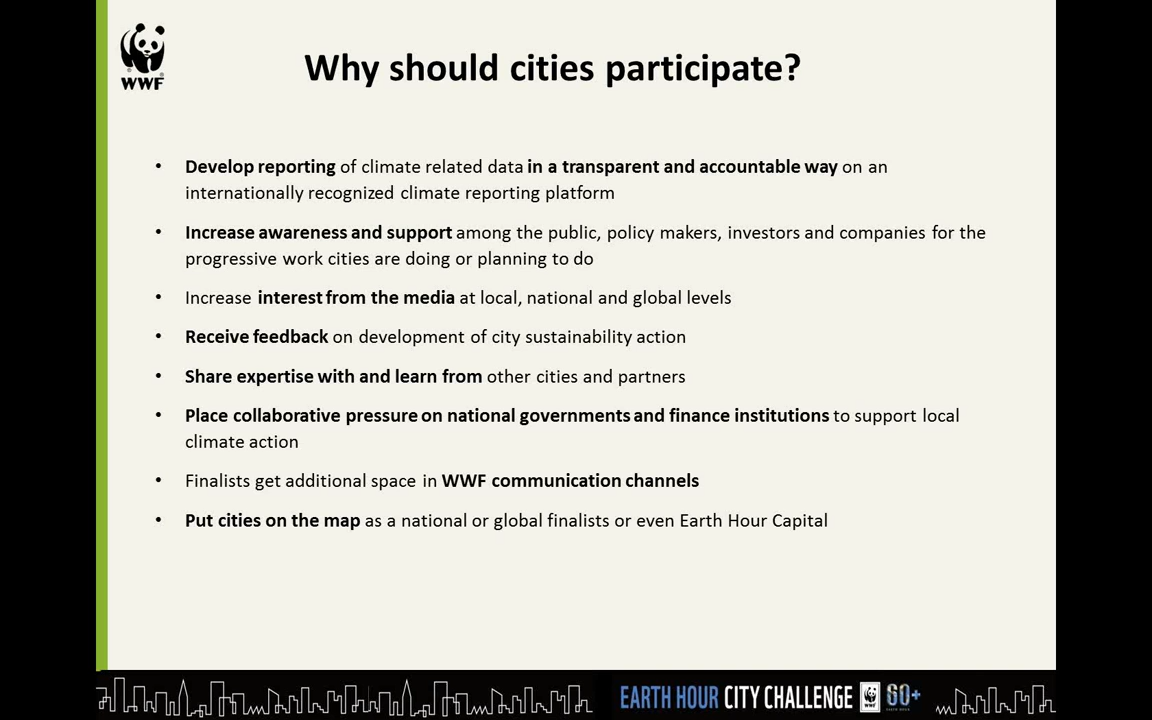 WWF
Why should cities participate?
• Develop reporting of climate related data in a transparent and accountable way on an
internationally recognized climate reporting platform
• Increase awareness and support among the public, policy makers, investors and companies for the
progressive work cities are doing or planning to do
• Increase interest from the media at local, national and global levels
• Receive feedback on development of city sustainability action
• Share expertise with and learn from other cities and partners
• Place collaborative pressure on national governments and finance institutions to support local
climate action
• Finalists get additional space in WWF communication channels
• Put cities on the map as a national or global finalists or even Earth Hour Capital
EARTH HOUR CITY CHALLENGE WWF 60+